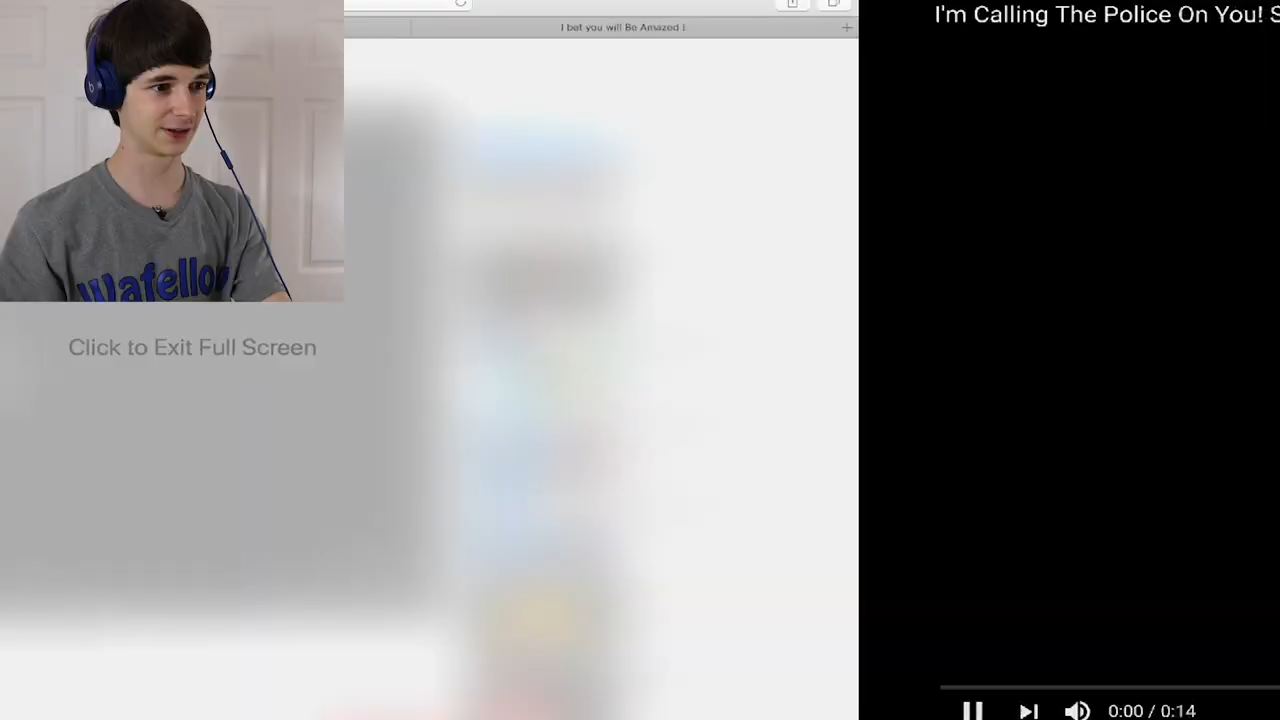 I bet you will Be Amazed !
I'm Calling The Police On You! S
Wafello
Click to Exit Full Screen
0:00 / 0:14